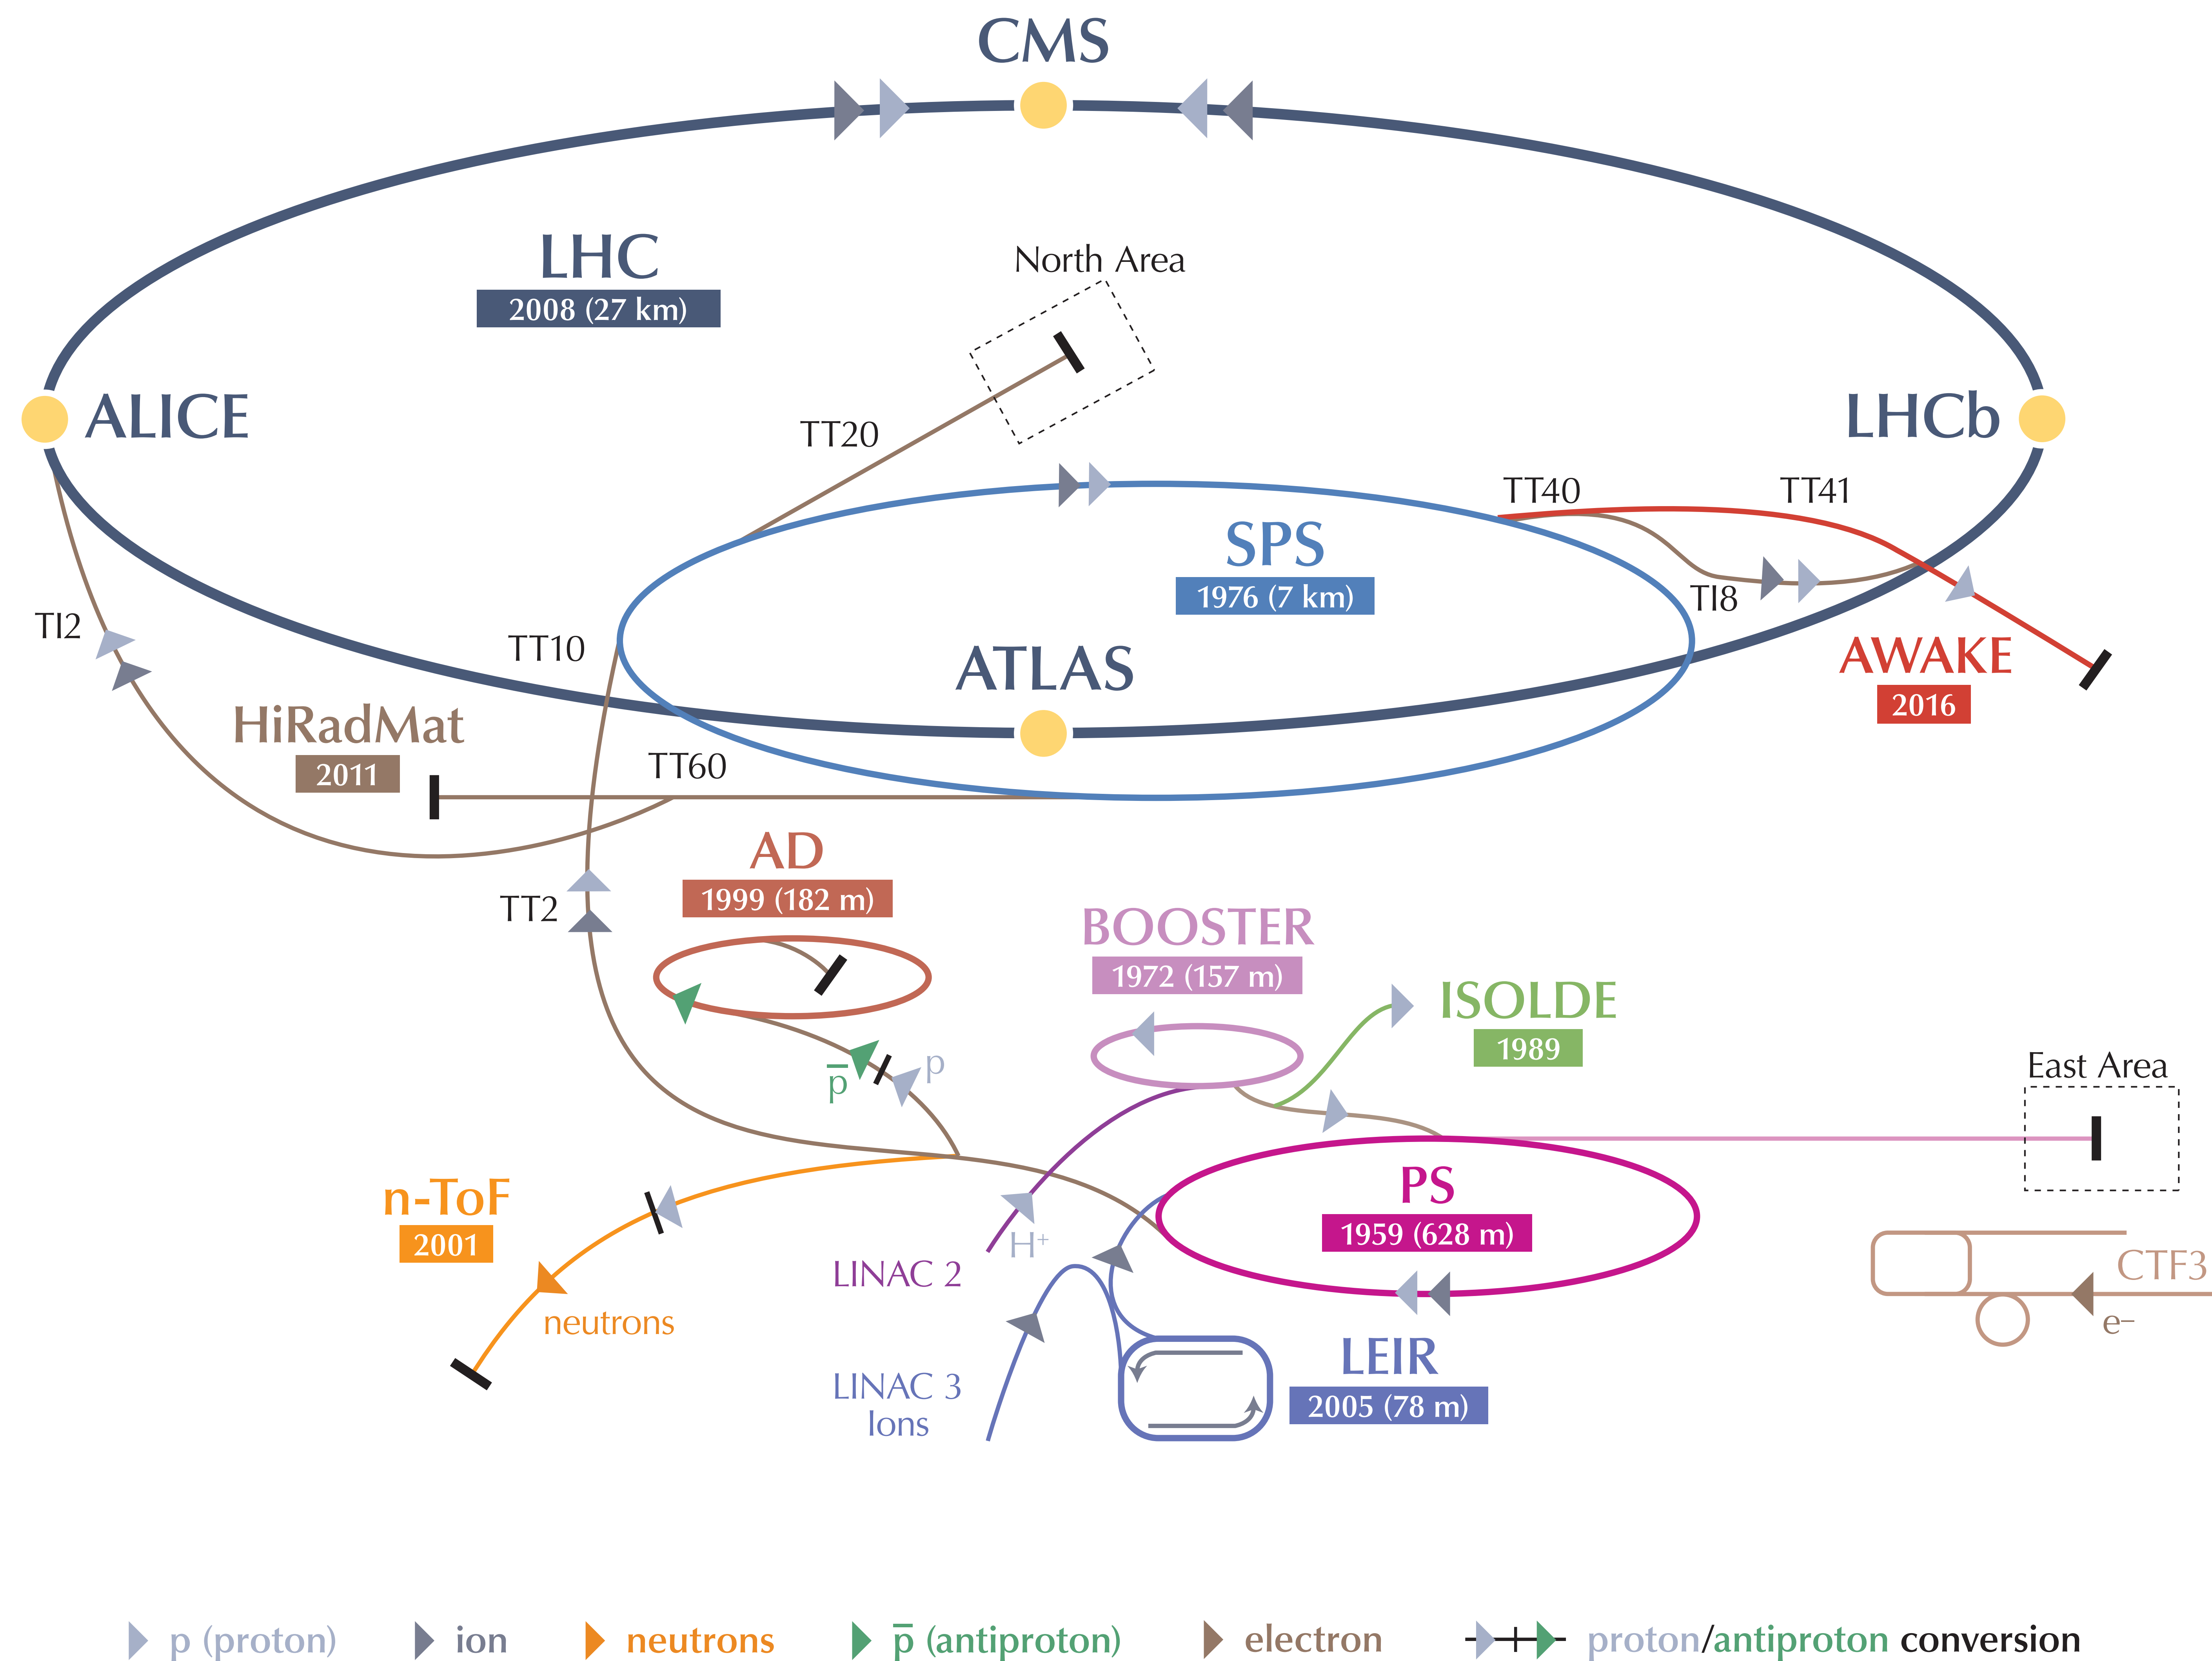 CMS
LHC
2008 (27 km)
North Area
ALICE
LHCb
TT20
TT40
TT41
SPS
1976 (7 km)
TI8
TI2
TT10
ATLAS
AWAKE
2016
HiRadMat
2011
TT60
AD
1999 (182 m)
TT2
BOOSTER
1972 (157 m)
ISOLDE
1989
p
p̅
East Area
n-ToF
2001
PS
1959 (628 m)
H⁺
LINAC 2
neutrons
CTF3
e–
LEIR
2005 (78 m)
LINAC 3
Ions
p (proton)
ion
neutrons
p̅ (antiproton)
electron
proton/antiproton conversion